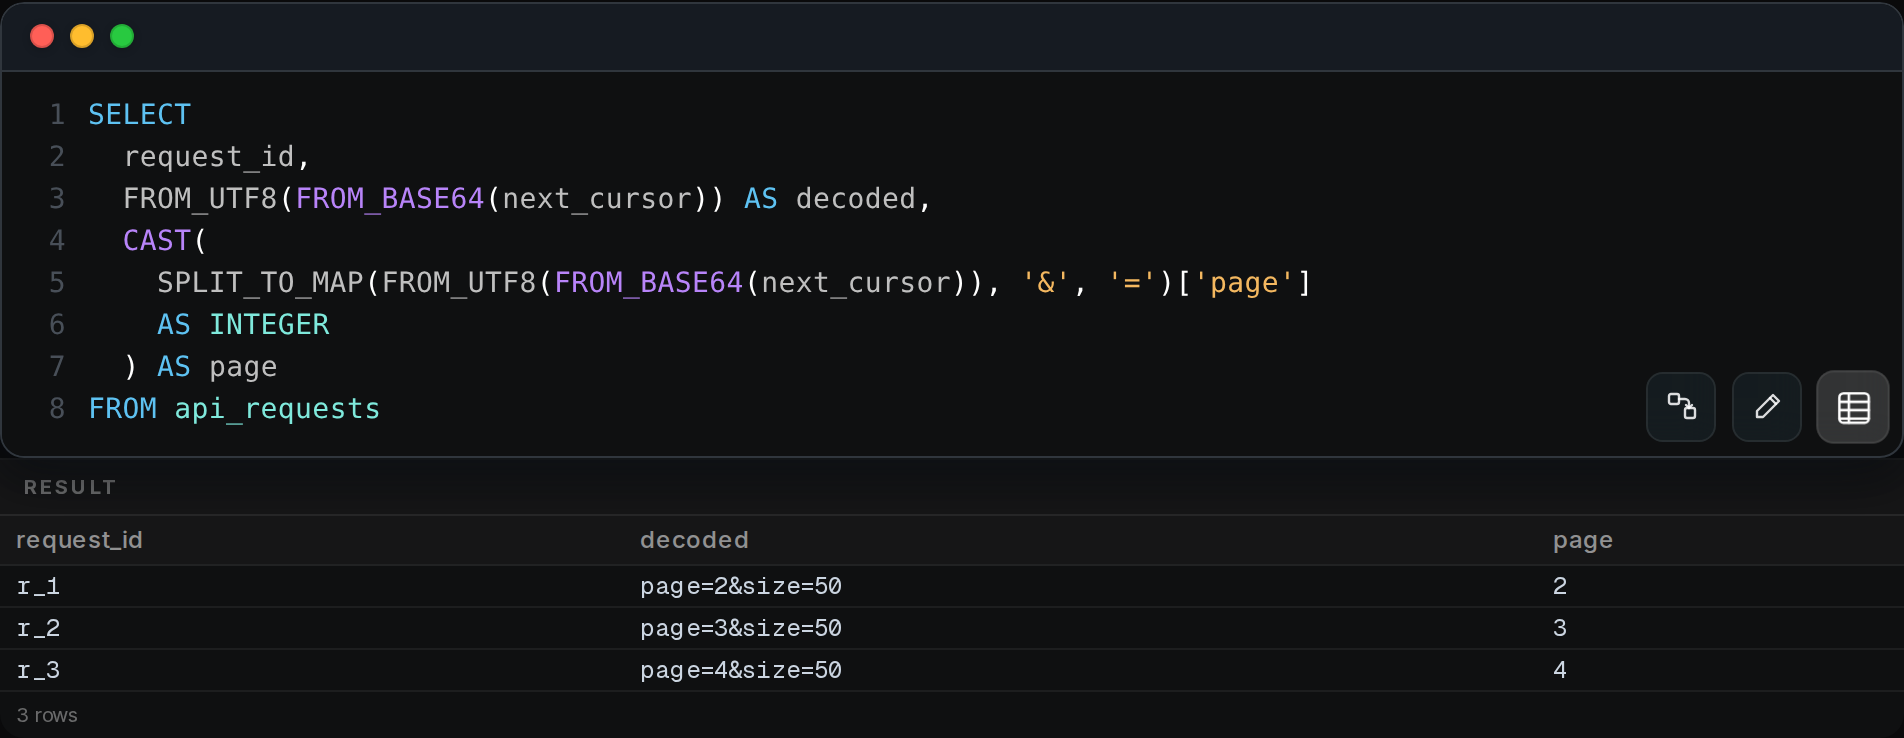 1 SELECT
2   request_id,
3   FROM_UTF8(FROM_BASE64(next_cursor)) AS decoded,
4   CAST(
5     SPLIT_TO_MAP(FROM_UTF8(FROM_BASE64(next_cursor)), '&', '=')['page']
6     AS INTEGER
7   ) AS page
8 FROM api_requests
RESULT
request_id decoded page
r_1 page=2&size=50 2
r_2 page=3&size=50 3
r_3 page=4&size=50 4
3 rows